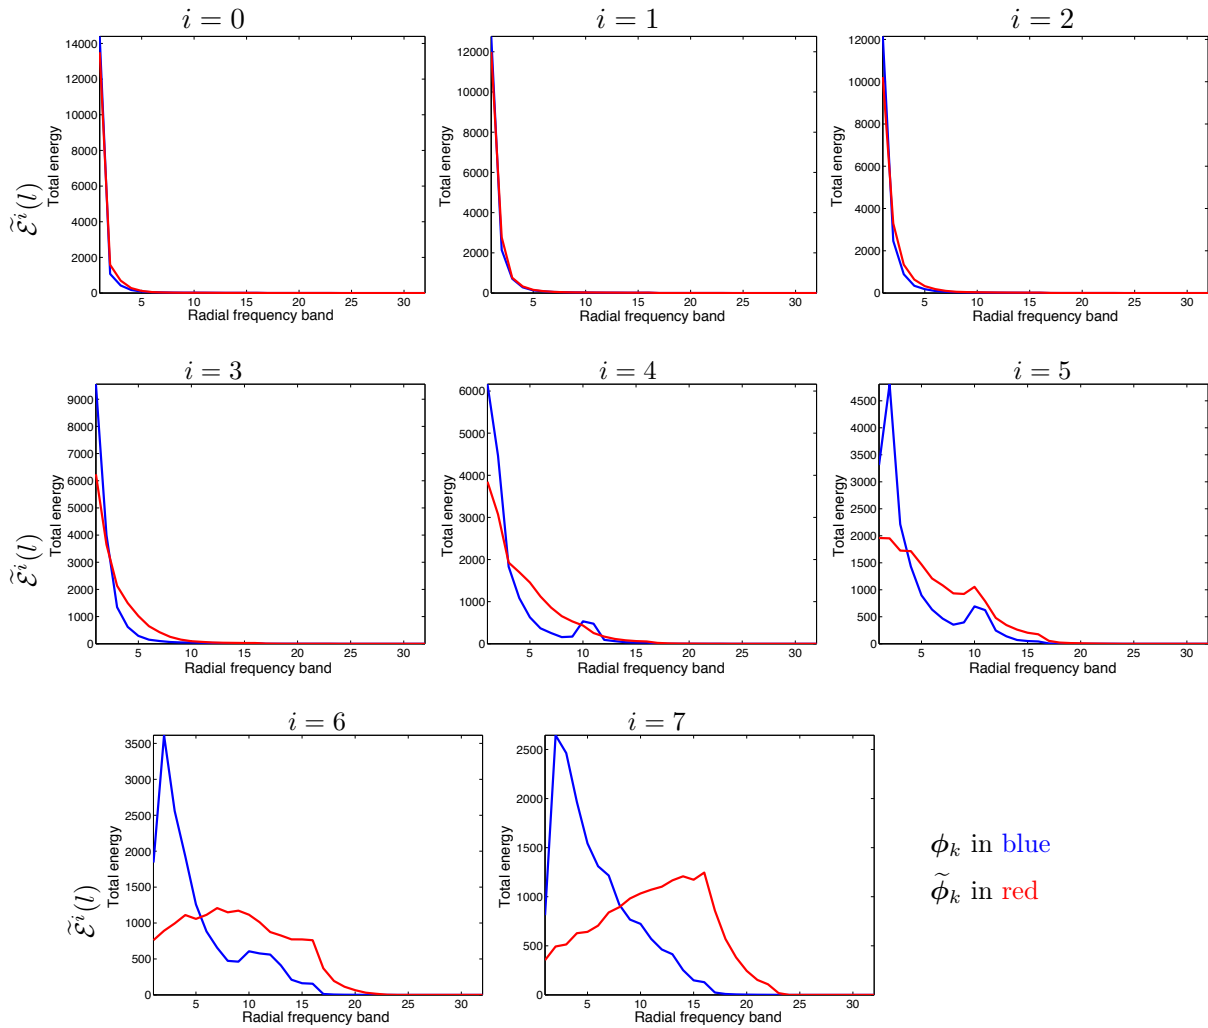 i = 0
i = 1
i = 2
14000
12000
10000
8000
6000
4000
2000
0
5 10 15 20 25 30
Radial frequency band
Total energy
12000
10000
8000
6000
4000
2000
0
5 10 15 20 25 30
Radial frequency band
Total energy
12000
10000
8000
6000
4000
2000
0
5 10 15 20 25 30
Radial frequency band
Total energy
ℰ̃ⁱ(l)
i = 3
i = 4
i = 5
9000
8000
7000
6000
5000
4000
3000
2000
1000
0
5 10 15 20 25 30
Radial frequency band
Total energy
6000
5000
4000
3000
2000
1000
0
5 10 15 20 25 30
Radial frequency band
Total energy
4500
4000
3500
3000
2500
2000
1500
1000
500
0
5 10 15 20 25 30
Radial frequency band
Total energy
ℰ̃ⁱ(l)
i = 6
i = 7
3500
3000
2500
2000
1500
1000
500
0
5 10 15 20 25 30
Radial frequency band
Total energy
2500
2000
1500
1000
500
0
5 10 15 20 25 30
Radial frequency band
Total energy
ℰ̃ⁱ(l)
ϕₖ in blue
ϕ̃ₖ in red